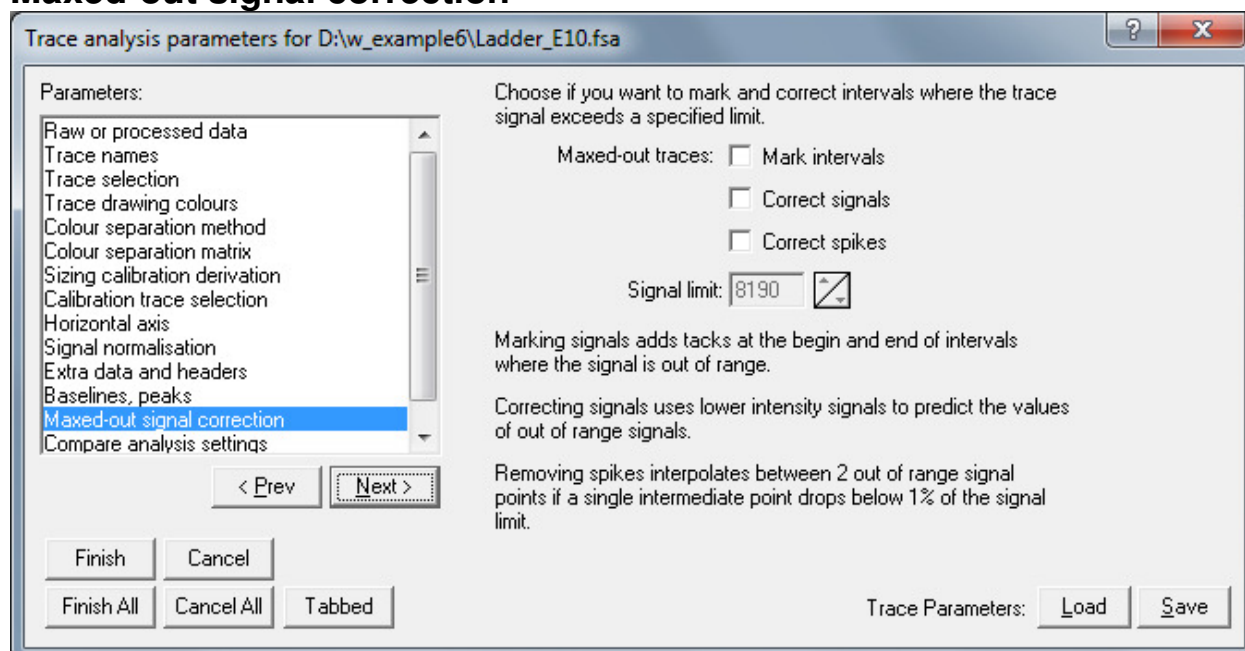 Maxed-out signal correction
Trace analysis parameters for D:\w_example6\Ladder_E10.fsa
Parameters:
Raw or processed data
Trace names
Trace selection
Trace drawing colours
Colour separation method
Colour separation matrix
Sizing calibration derivation
Calibration trace selection
Horizontal axis
Signal normalisation
Extra data and headers
Baselines, peaks
Maxed-out signal correction
Compare analysis settings
< Prev
Next >
Finish
Cancel
Finish All
Cancel All
Tabbed
Choose if you want to mark and correct intervals where the trace
signal exceeds a specified limit.
Maxed-out traces: Mark intervals
Correct signals
Correct spikes
Signal limit: 8190
Marking signals adds tacks at the begin and end of intervals
where the signal is out of range.
Correcting signals uses lower intensity signals to predict the values
of out of range signals.
Removing spikes interpolates between 2 out of range signal
points if a single intermediate point drops below 1% of the signal
limit.
Trace Parameters: Load Save